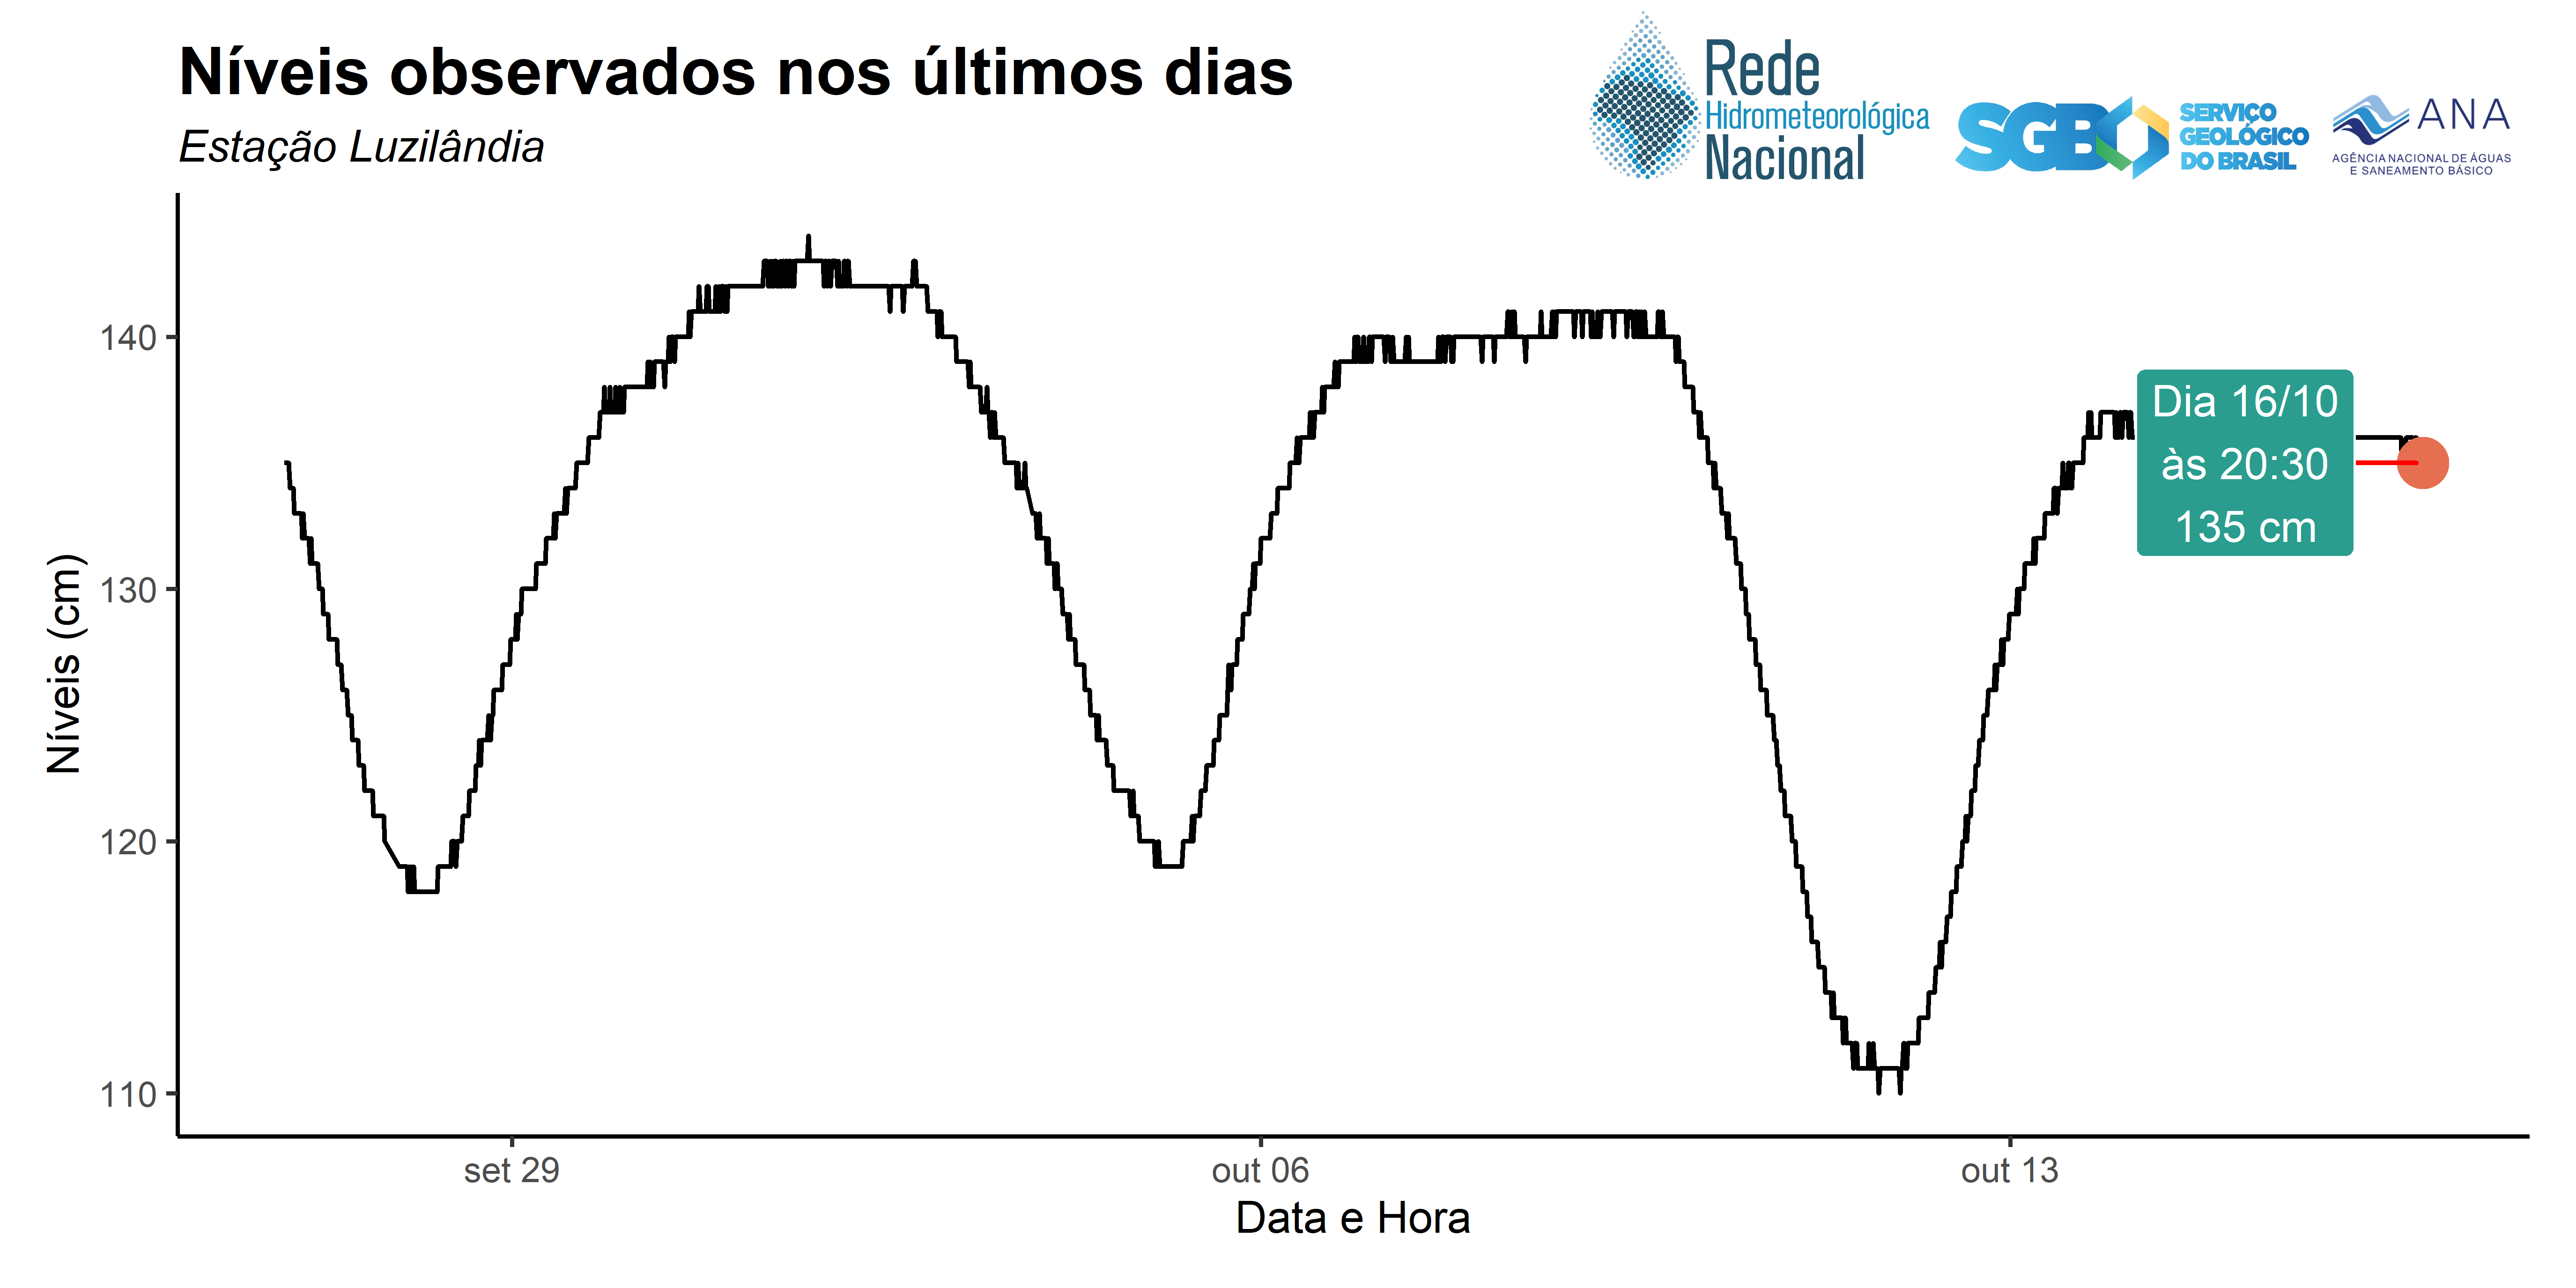 Níveis observados nos últimos dias
Estação Luzilândia
Rede
Hidrometeorológica
Nacional
SGB
SERVIÇO
GEOLÓGICO
DO BRASIL
ANA
AGÊNCIA NACIONAL DE ÁGUAS
E SANEAMENTO BÁSICO
Níveis (cm)
140
130
120
110
Dia 16/10
às 20:30
135 cm
set 29
out 06
out 13
Data e Hora